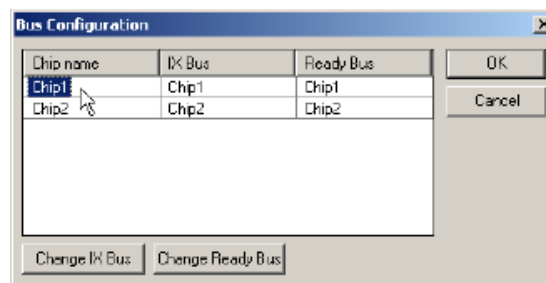 Bus Configuration
Chip name IX Bus Ready Bus OK
Chip1 Chip1 Chip1
Chip2 Chip2 Chip2 Cancel
Change IX Bus Change Ready Bus